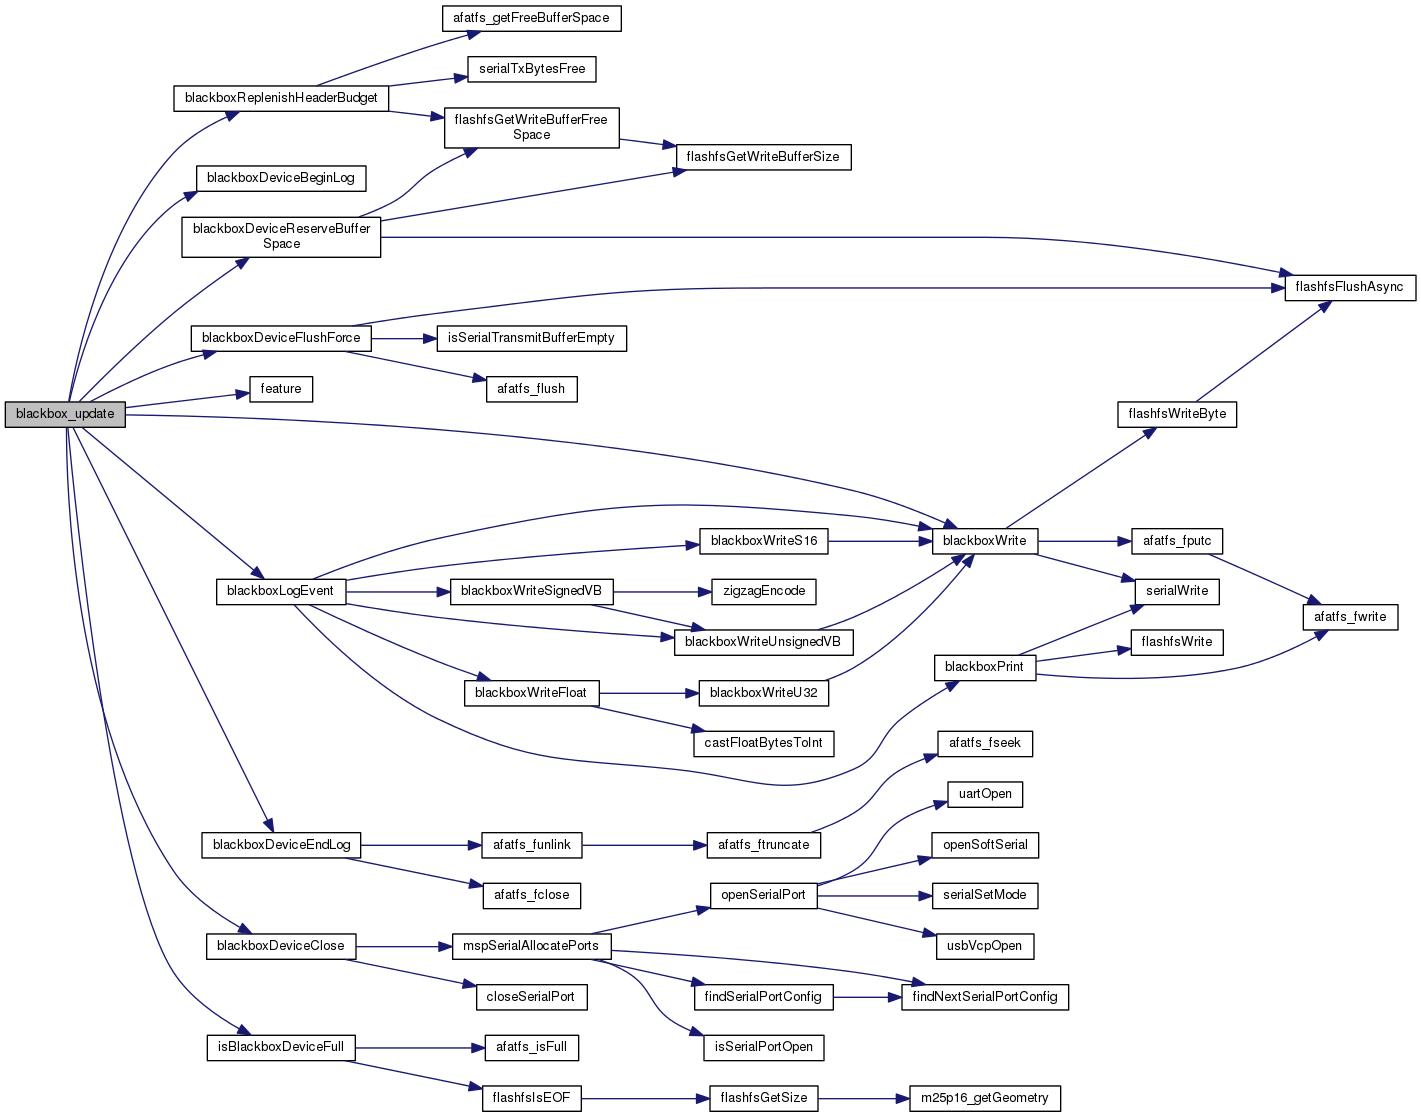 afatfs_getFreeBufferSpace
serialTxBytesFree
blackboxReplenishHeaderBudget
flashfsGetWriteBufferFree
Space
flashfsGetWriteBufferSize
blackboxDeviceBeginLog
blackboxDeviceReserveBuffer
Space
flashfsFlushAsync
blackboxDeviceFlushForce
isSerialTransmitBufferEmpty
feature
afatfs_flush
blackbox_update
flashfsWriteByte
blackboxWriteS16
blackboxWrite
afatfs_fputc
blackboxLogEvent
blackboxWriteSignedVB
zigzagEncode
serialWrite
afatfs_fwrite
blackboxWriteUnsignedVB
flashfsWrite
blackboxPrint
blackboxWriteFloat
blackboxWriteU32
castFloatBytesToInt
afatfs_fseek
uartOpen
blackboxDeviceEndLog
afatfs_funlink
afatfs_ftruncate
openSoftSerial
afatfs_fclose
openSerialPort
serialSetMode
blackboxDeviceClose
mspSerialAllocatePorts
usbVcpOpen
closeSerialPort
findSerialPortConfig
findNextSerialPortConfig
isBlackboxDeviceFull
afatfs_isFull
isSerialPortOpen
flashfsIsEOF
flashfsGetSize
m25p16_getGeometry